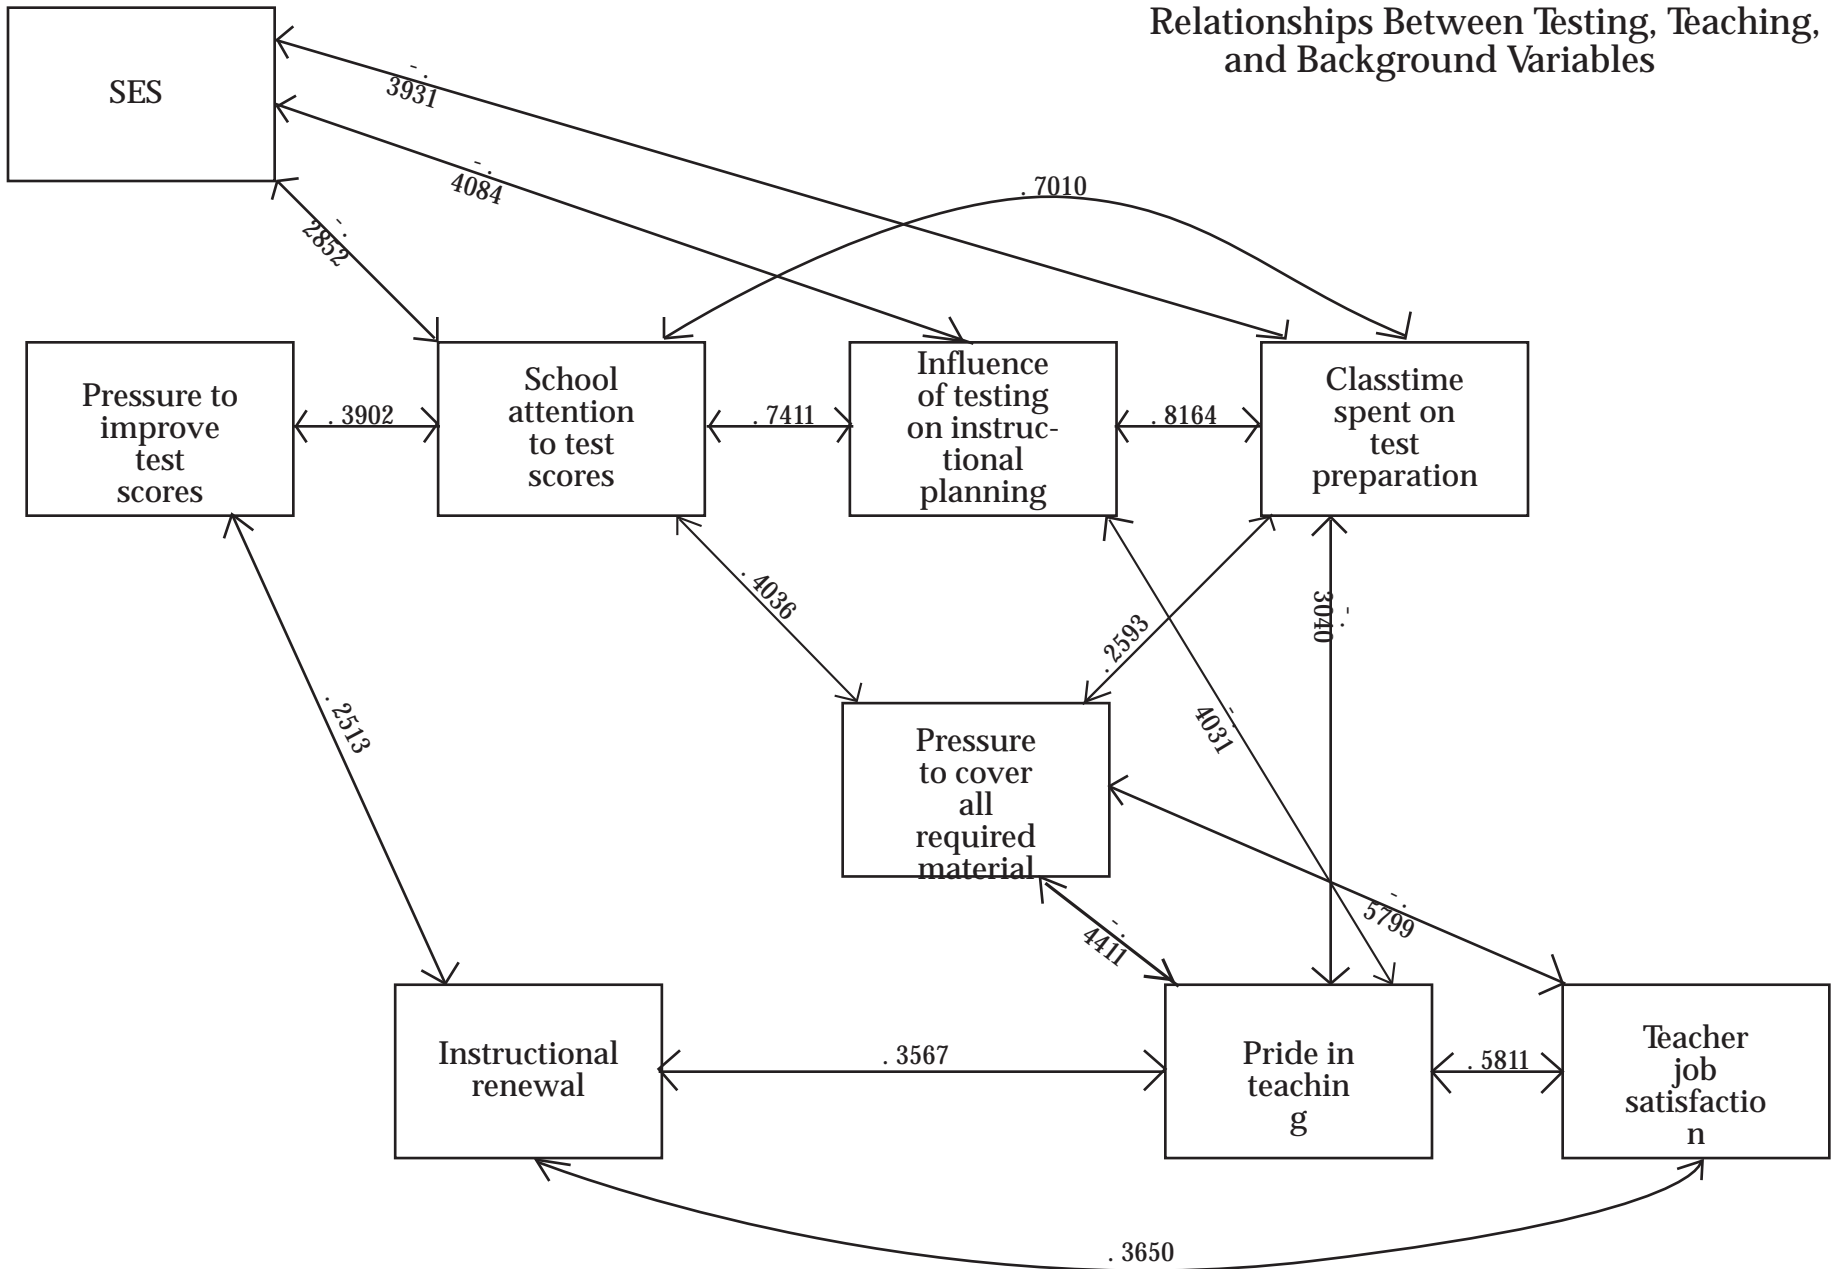 Relationships Between Testing, Teaching,
and Background Variables
SES
-.
3931
-.
4084
-.
2852
. 7010
Pressure to
improve
test
scores
. 3902
School
attention
to test
scores
. 7411
Influence
of testing
on instruc-
tional
planning
. 8164
Classtime
spent on
test
preparation
. 4036
. 2593
-.
3040
. 2513
-.
4031
Pressure
to cover
all
required
material
-.
5799
-.
4411
Instructional
renewal
. 3567
Pride in
teachin
g
. 5811
Teacher
job
satisfactio
n
. 3650